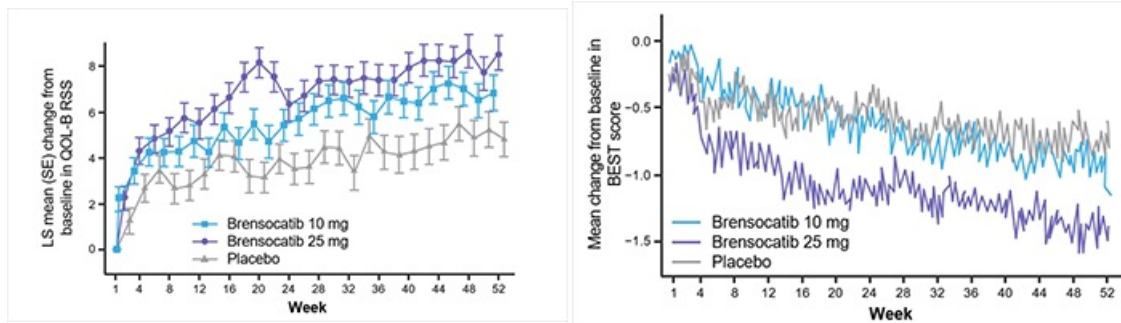 LS mean (SE) change from
baseline in QOL-B RSS
8
6
4
2
0
Brensocatib 10 mg
Brensocatib 25 mg
Placebo
1 4 8 12 16 20 24 28 32 36 40 44 48 52
Week
Mean change from baseline in
BEST score
0.0
−0.5
−1.0
−1.5
Brensocatib 10 mg
Brensocatib 25 mg
Placebo
1 4 8 12 16 20 24 28 32 36 40 44 48 52
Week